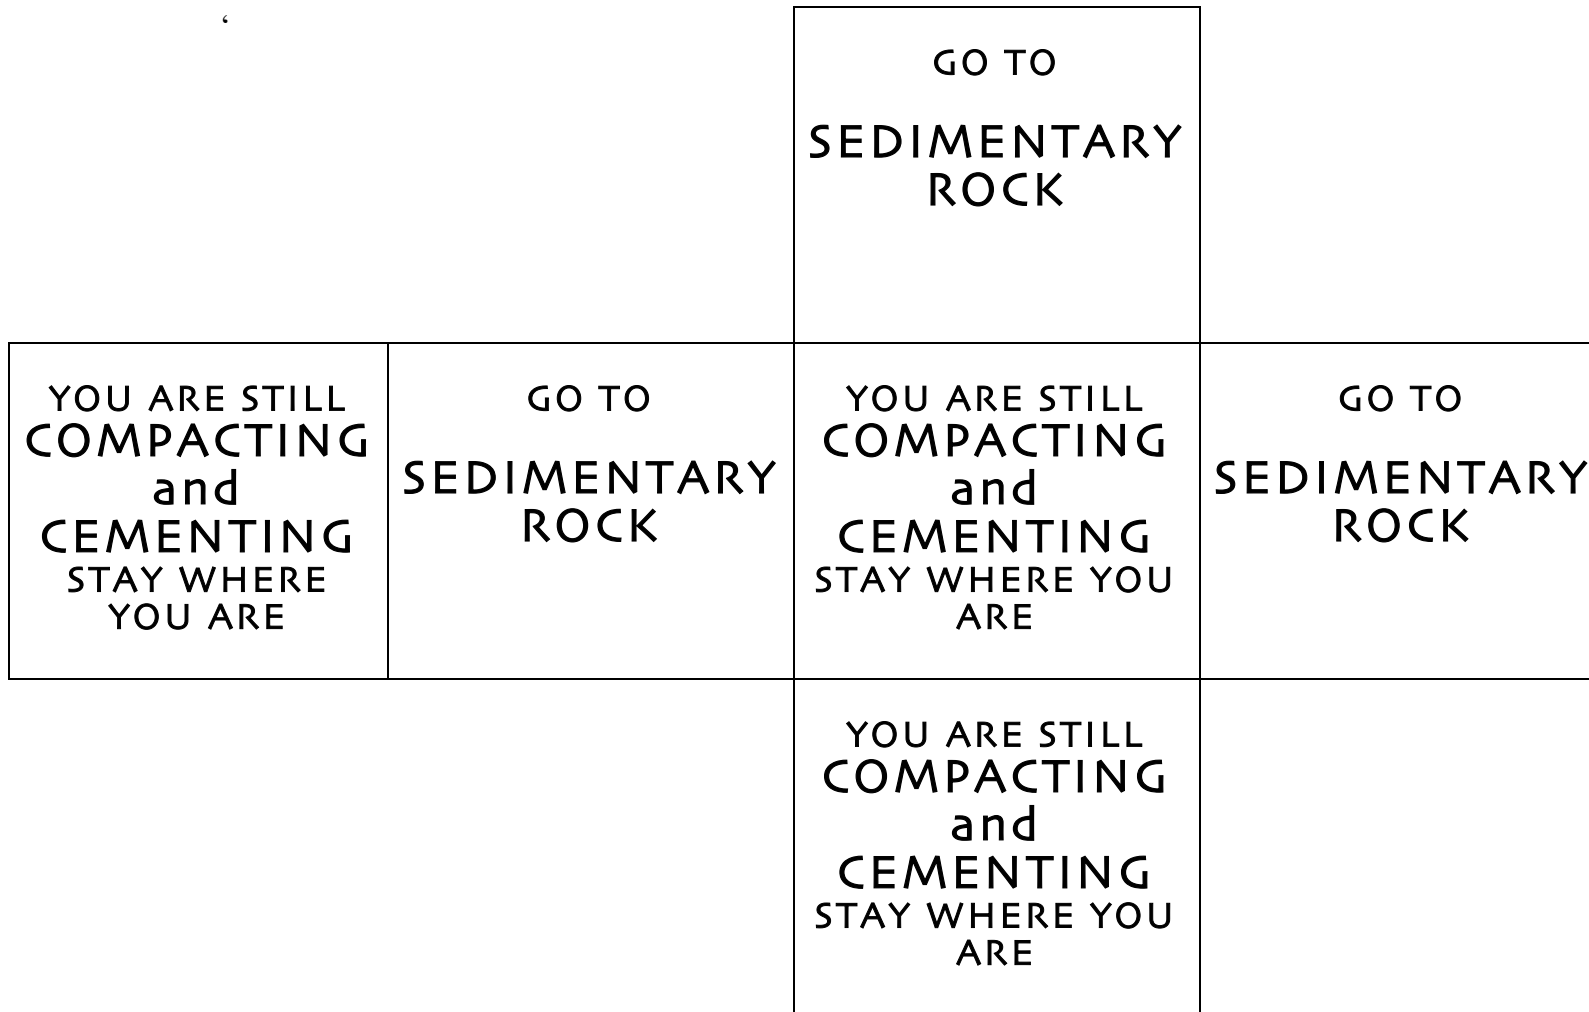 ‘
GO TO
SEDIMENTARY
ROCK
YOU ARE STILL
COMPACTING
and
CEMENTING
STAY WHERE
YOU ARE
GO TO
SEDIMENTARY
ROCK
YOU ARE STILL
COMPACTING
and
CEMENTING
STAY WHERE YOU
ARE
GO TO
SEDIMENTARY
ROCK
YOU ARE STILL
COMPACTING
and
CEMENTING
STAY WHERE YOU
ARE